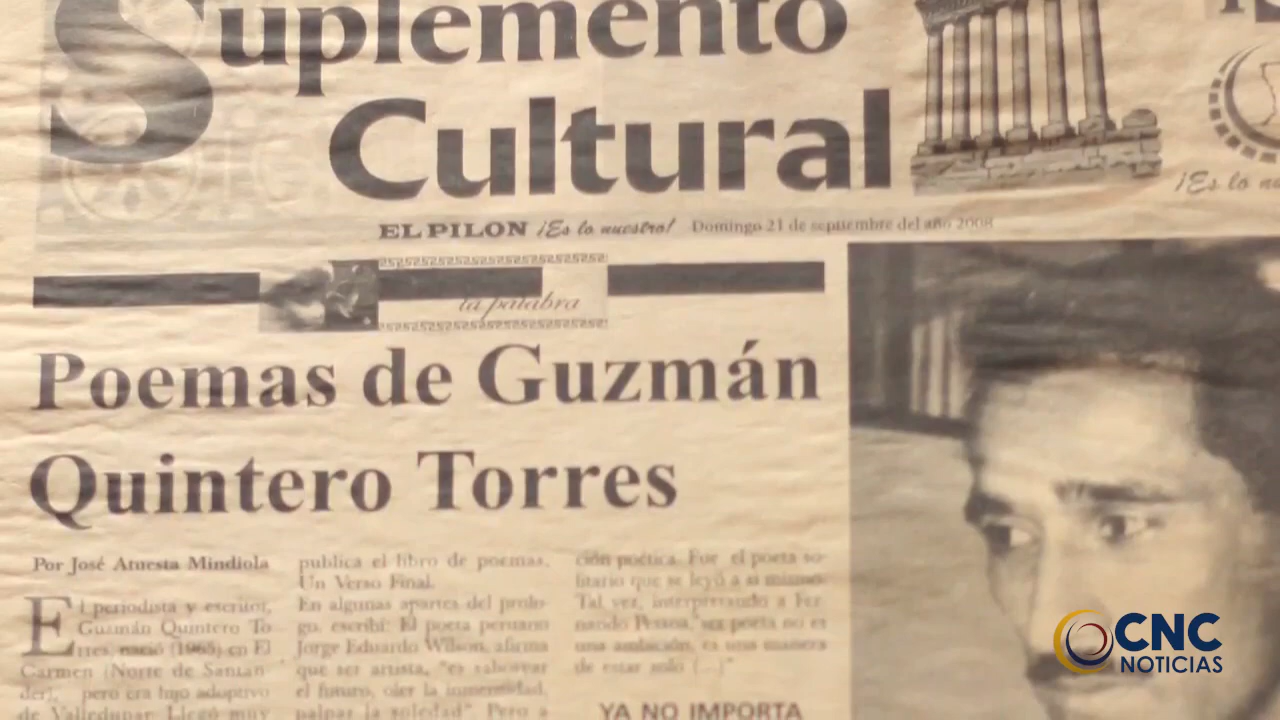 Suplemento
Cultural
EL PILON ¡Es lo nuestro! Domingo 21 de septiembre del año 2008
¡Es lo
la palabra
Poemas de Guzmán
Quintero Torres
Por José Atuesta Mindiola
El periodista y escritor,
Guzmán Quintero To
rres, nació (1965) en El
Carmen (Norte de Santan
der), pero era hijo adoptivo
de Valledupar. Llegó muy
publica el libro de poemas,
Un Verso Final.
En algunas apartes del prolo-
go, escribí: El poeta peruano
Jorge Eduardo Wilson, afirma
que ser artista, "es saborear
el futuro, oler la inmensidad,
palpar la soledad". Pero a
ción poética. Fue el poeta so-
litario que se leyó a si mismo.
Tal vez, interpretando a Fer-
nando Pessoa, "ser poeta no es
una ambición, es una manera
de estar solo (...)"
YA NO IMPORTA
CNC
NOTICIAS